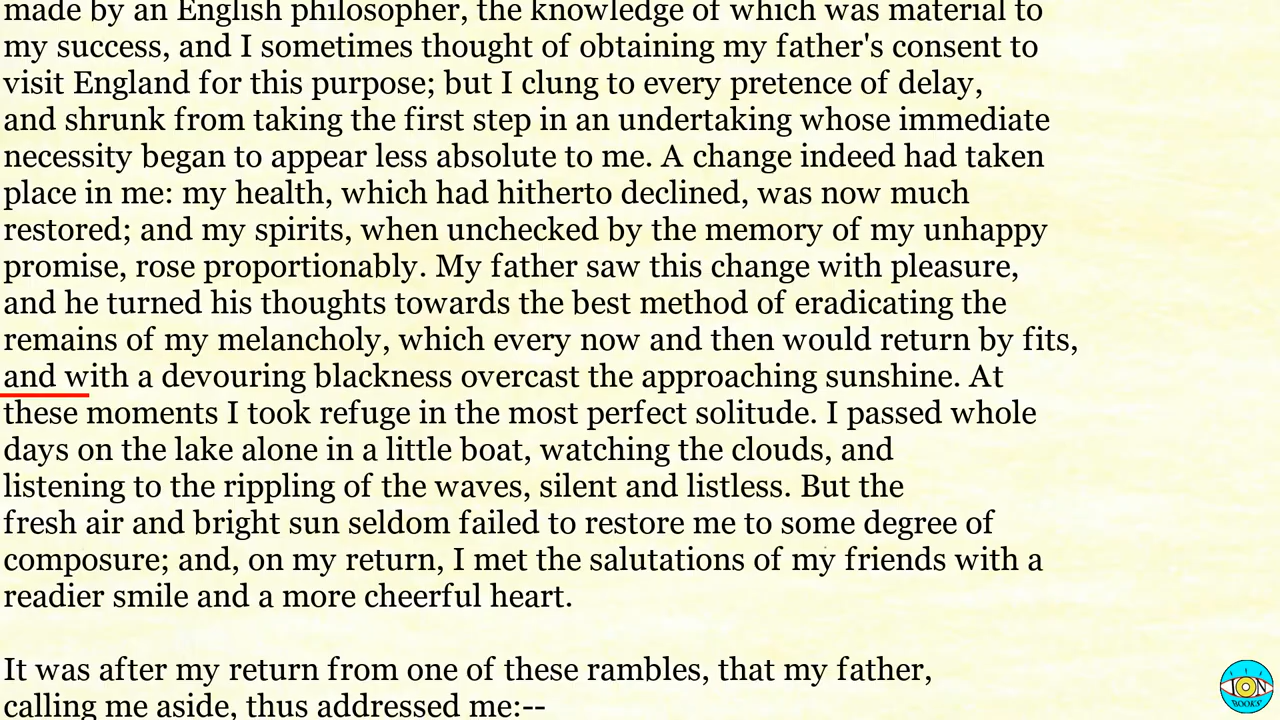 made by an English philosopher, the knowledge of which was material to
my success, and I sometimes thought of obtaining my father's consent to
visit England for this purpose; but I clung to every pretence of delay,
and shrunk from taking the first step in an undertaking whose immediate
necessity began to appear less absolute to me. A change indeed had taken
place in me: my health, which had hitherto declined, was now much
restored; and my spirits, when unchecked by the memory of my unhappy
promise, rose proportionably. My father saw this change with pleasure,
and he turned his thoughts towards the best method of eradicating the
remains of my melancholy, which every now and then would return by fits,
and with a devouring blackness overcast the approaching sunshine. At
these moments I took refuge in the most perfect solitude. I passed whole
days on the lake alone in a little boat, watching the clouds, and
listening to the rippling of the waves, silent and listless. But the
fresh air and bright sun seldom failed to restore me to some degree of
composure; and, on my return, I met the salutations of my friends with a
readier smile and a more cheerful heart.
It was after my return from one of these rambles, that my father,
calling me aside, thus addressed me:--
ION
BOOKS